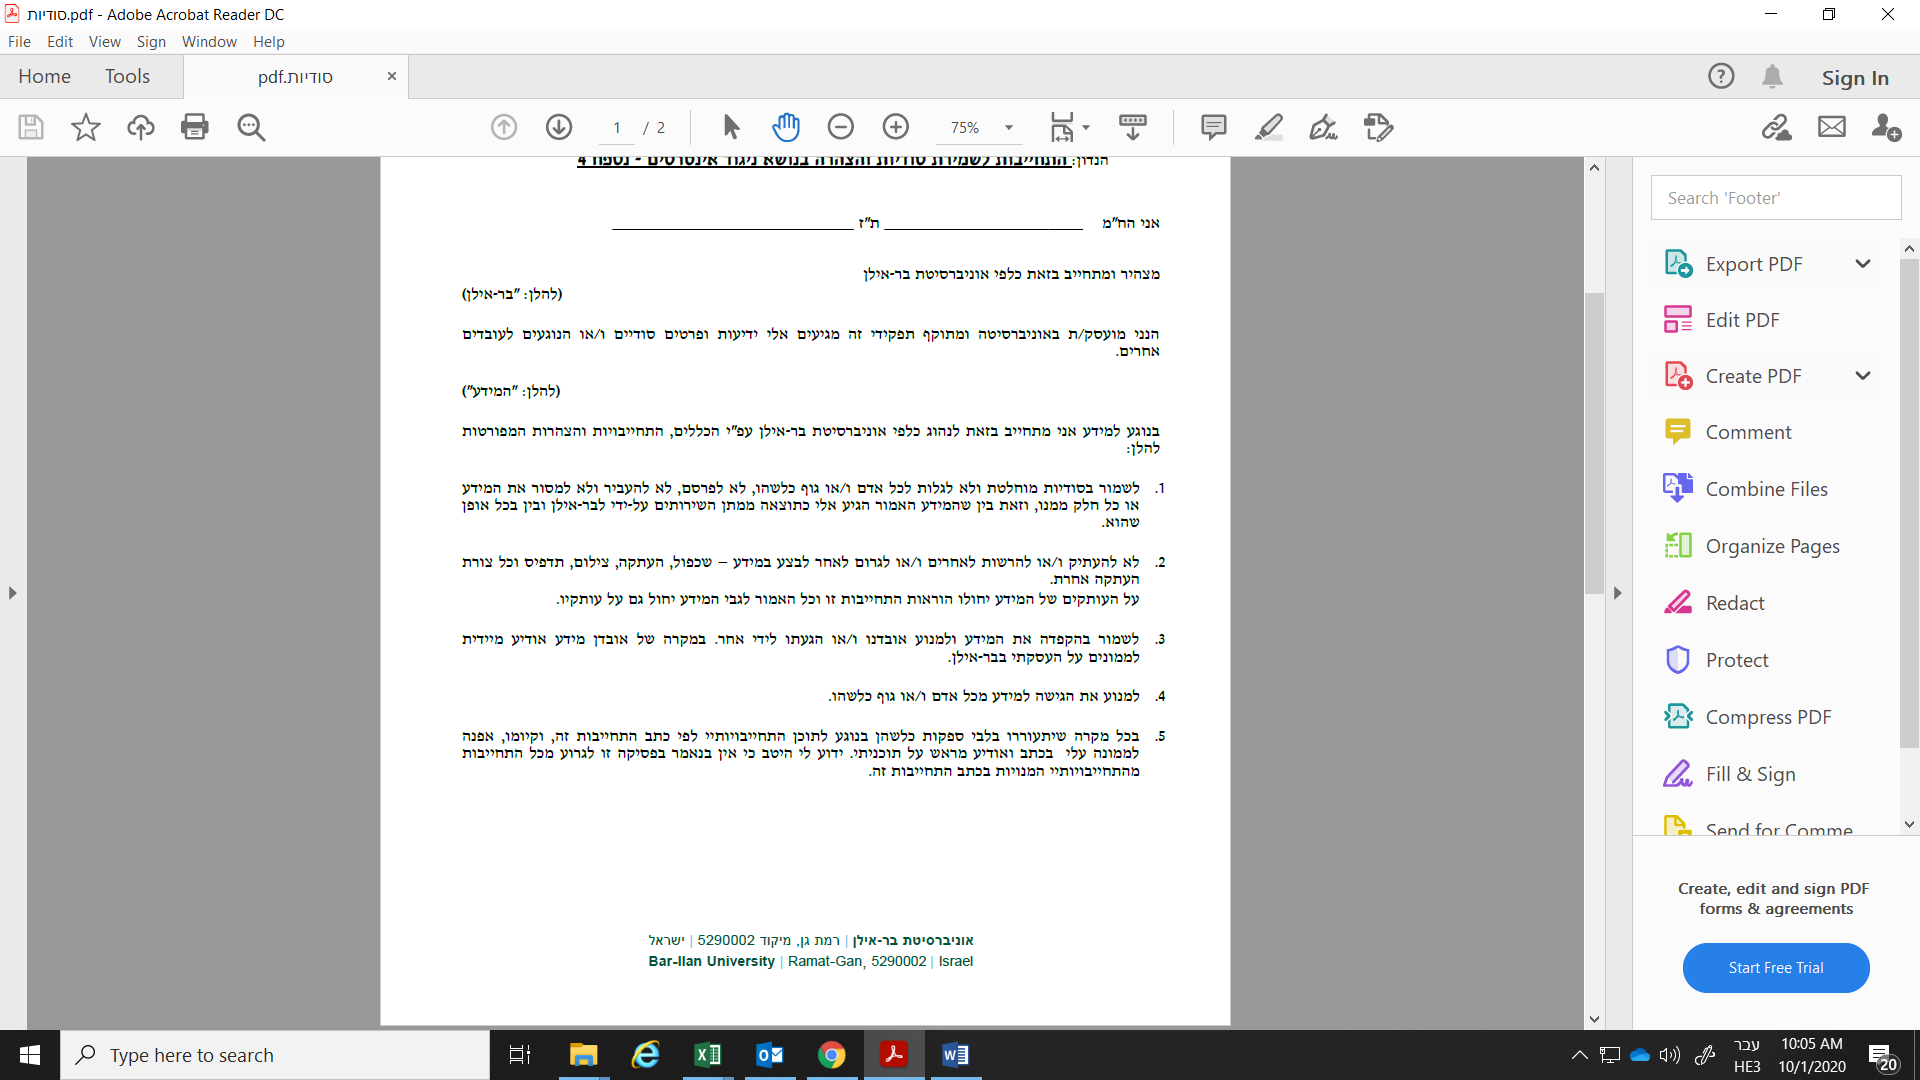 סודיות.pdf - Adobe Acrobat Reader DC
File Edit View Sign Window Help
Home Tools סודיות.pdf × Sign In
1 / 2 75%
הנדון: התחייבות לשמירת סודיות והצהרה בנושא ניגוד אינטרסים - נספח 4
אני הח"מ ________________________ ת"ז _____________________________
מצהיר ומתחייב בזאת כלפי אוניברסיטת בר-אילן
(להלן: "בר-אילן)
הנני מועסק/ת באוניברסיטה ומתוקף תפקידי זה מגיעים אלי ידיעות ופרטים סודיים ו/או הנוגעים לעובדים
אחרים.
(להלן: "המידע")
בנוגע למידע אני מתחייב בזאת לנהוג כלפי אוניברסיטת בר-אילן עפ"י הכללים, התחייבויות והצהרות המפורטות
להלן:
1. לשמור בסודיות מוחלטת ולא לגלות לכל אדם ו/או גוף כלשהו, לא לפרסם, לא להעביר ולא למסור את המידע
או כל חלק ממנו, וזאת בין שהמידע האמור הגיע אלי כתוצאה ממתן השירותים על-ידי לבר-אילן ובין בכל אופן
שהוא.
2. לא להעתיק ו/או להרשות לאחרים ו/או לגרום לאחר לבצע במידע – שכפול, העתקה, צילום, תדפיס וכל צורת
העתקה אחרת.
על העותקים של המידע יחולו הוראות התחייבות זו וכל האמור לגבי המידע יחול גם על עותקיו.
3. לשמור בהקפדה את המידע ולמנוע אובדנו ו/או הגעתו לידי אחר. במקרה של אובדן מידע אודיע מיידית
לממונים על העסקתי בבר-אילן.
4. למנוע את הגישה למידע מכל אדם ו/או גוף כלשהו.
5. בכל מקרה שיתעוררו בלבי ספקות כלשהן בנוגע לתוכן התחייבויותיי לפי כתב התחייבות זה, וקיומו, אפנה
לממונה עלי בכתב ואודיע מראש על תוכניתי. ידוע לי היטב כי אין בנאמר בפסיקה זו לגרוע מכל התחייבות
מהתחייבויותיי המנויות בכתב התחייבות זה.
אוניברסיטת בר-אילן | רמת גן, מיקוד 5290002 | ישראל
Bar-Ilan University | Ramat-Gan, 5290002 | Israel
Search 'Footer'
Export PDF
Edit PDF
Create PDF
Comment
Combine Files
Organize Pages
Redact
Protect
Compress PDF
Fill & Sign
Send for Comme
Create, edit and sign PDF
forms & agreements
Start Free Trial
Type here to search
עבר 10:05 AM
HE3 10/1/2020 20